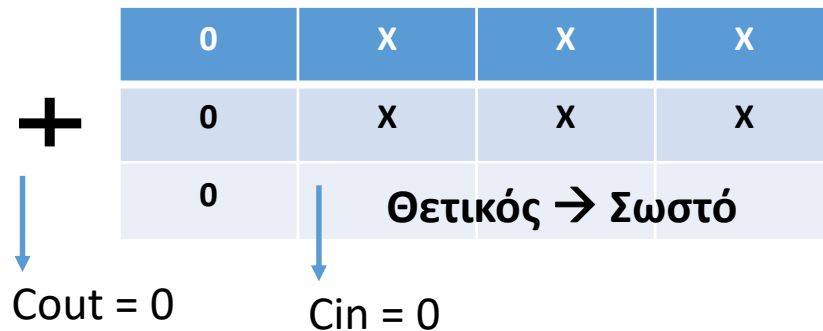 0 X X X
+ 0 X X X
0 Θετικός → Σωστό
Cout = 0 Cin = 0